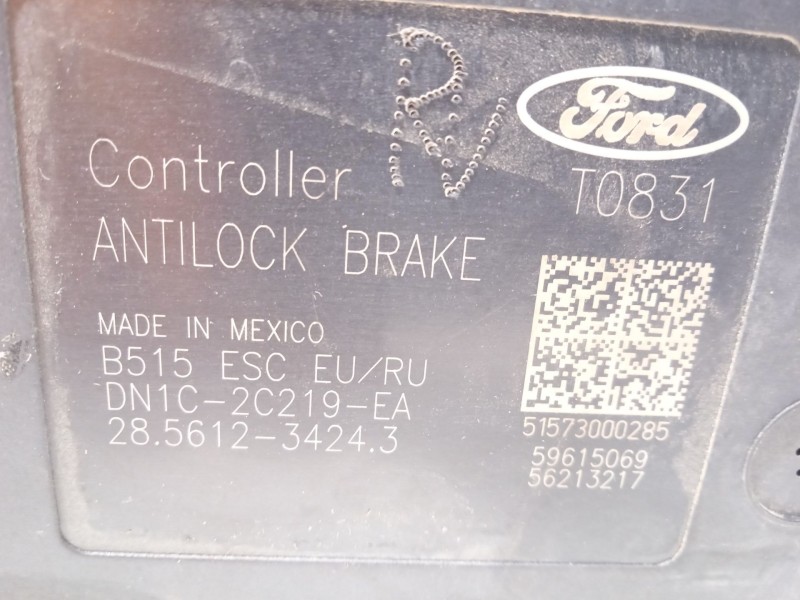 RV
Ford
Controller
T0831
ANTILOCK BRAKE
MADE IN MEXICO
B515 ESC EU/RU
DN1C-2C219-EA
28.5612-3424.3
51573000285
59615069
56213217